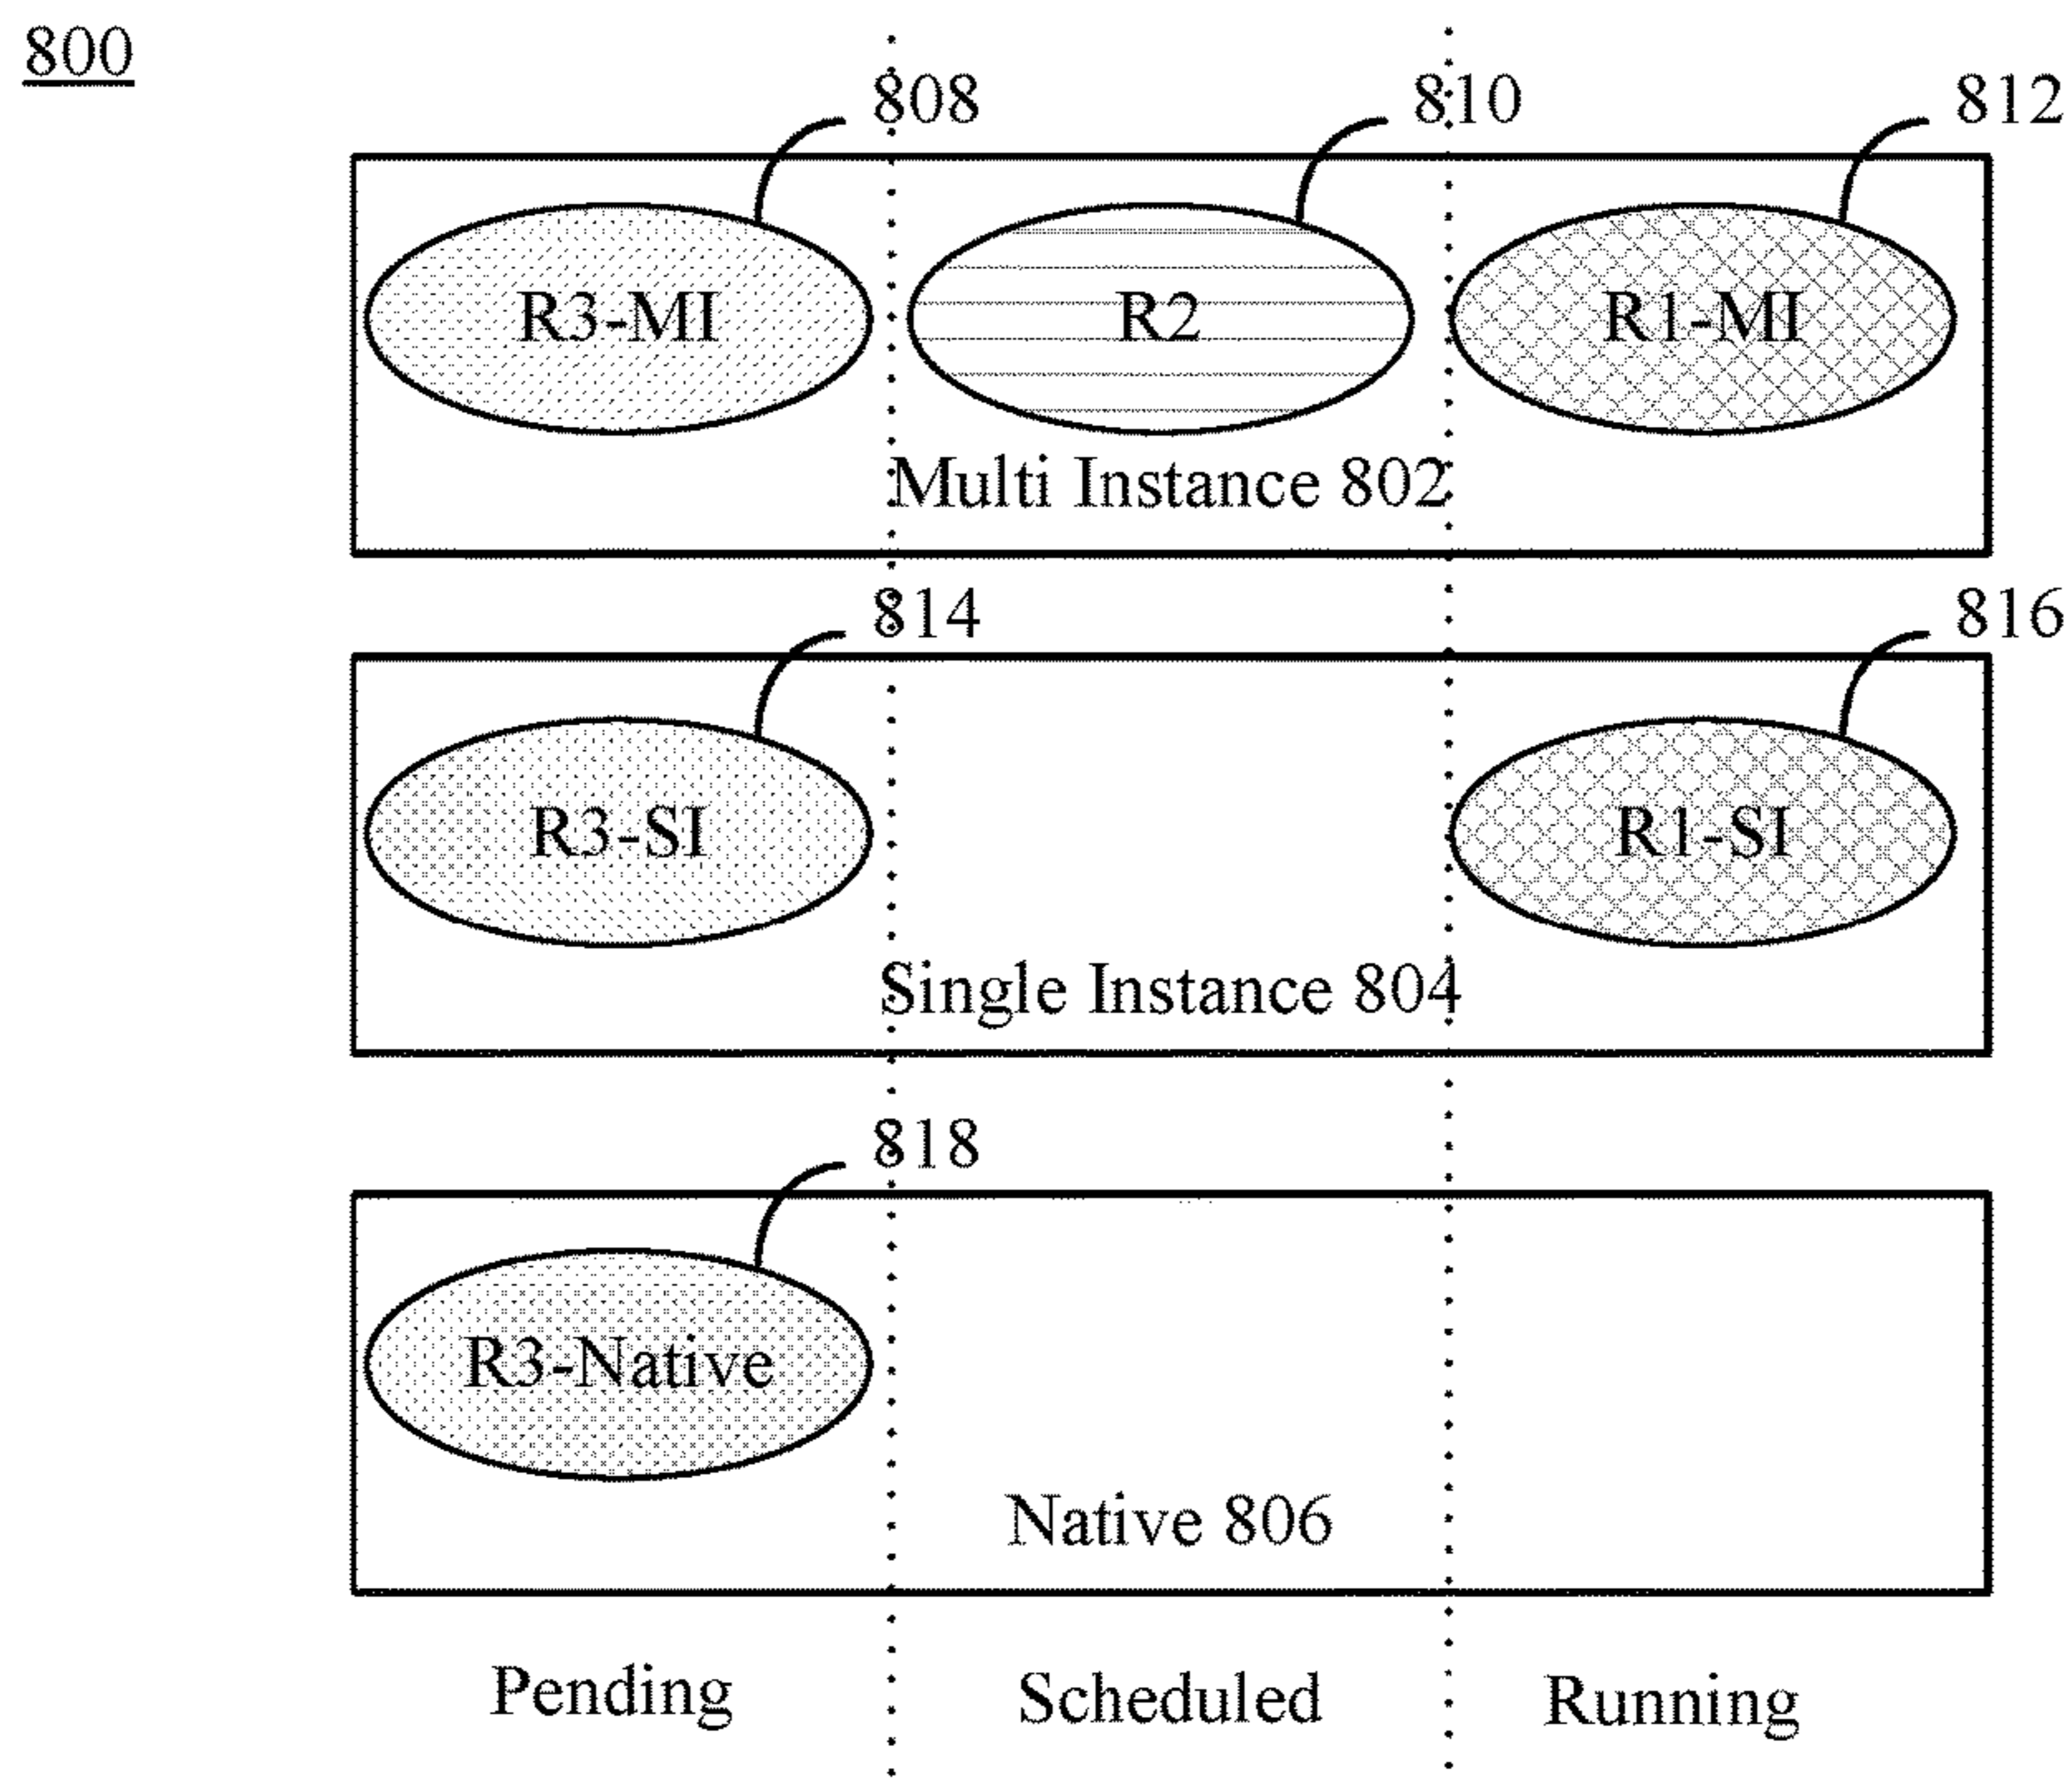 800
808 810 812
R3-MI R2 R1-MI
Multi Instance 802
814 816
R3-SI R1-SI
Single Instance 804
818
R3-Native
Native 806
Pending Scheduled Running